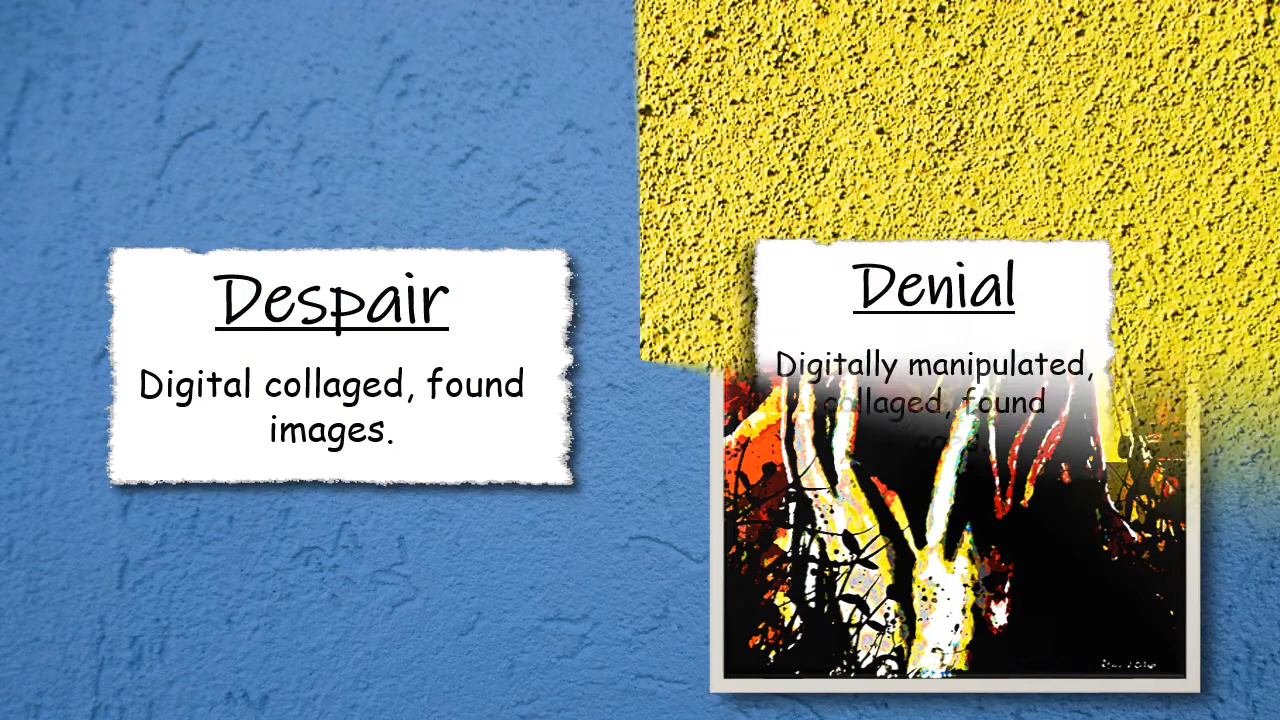 Despair
Digital collaged, found
images.
Denial
Digitally manipulated,
collaged, found